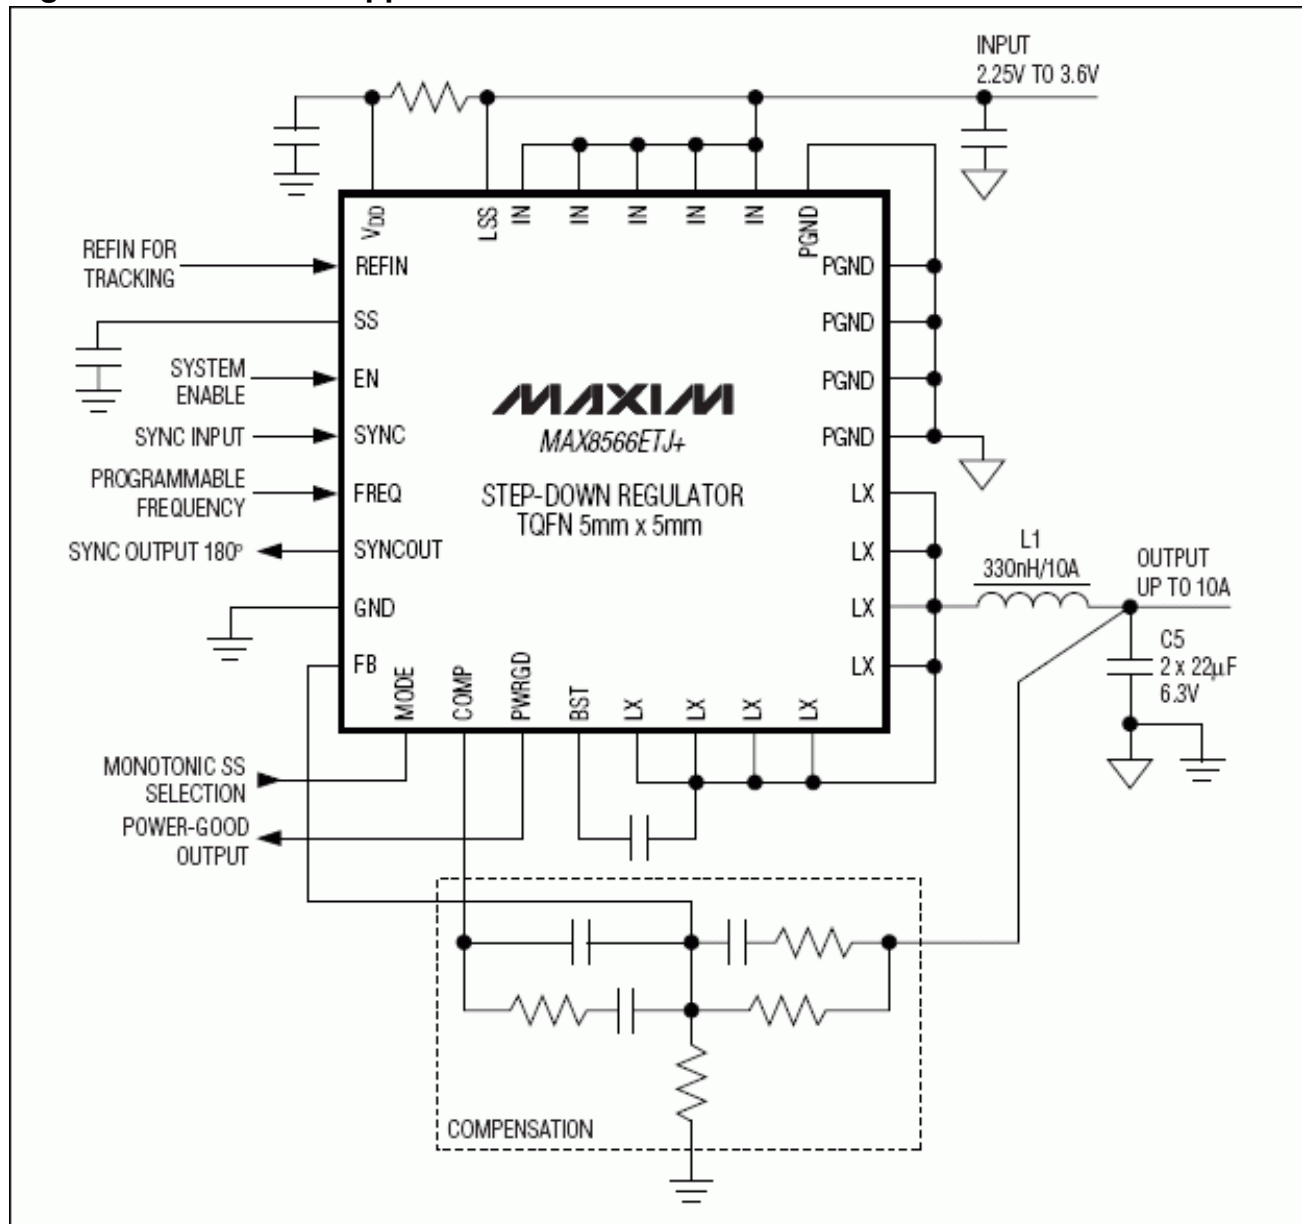 INPUT
2.25V TO 3.6V
VDD
LSS
IN
IN
IN
IN
IN
PGND
REFIN FOR
TRACKING
REFIN
PGND
SS
PGND
SYSTEM
ENABLE
EN
PGND
MAXIM
MAX8566ETJ+
SYNC INPUT
SYNC
PGND
PROGRAMMABLE
FREQUENCY
FREQ
STEP-DOWN REGULATOR
TQFN 5mm x 5mm
LX
SYNC OUTPUT 180º
SYNCOUT
LX
L1
330nH/10A
OUTPUT
UP TO 10A
GND
LX
C5
2 x 22µF
6.3V
FB
LX
MODE
COMP
PWRGD
BST
LX
LX
LX
LX
MONOTONIC SS
SELECTION
POWER-GOOD
OUTPUT
COMPENSATION